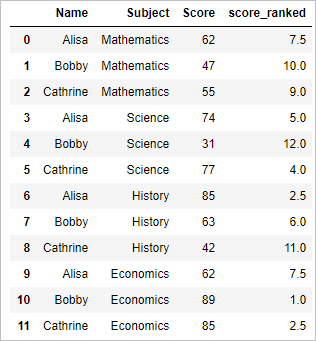 Name Subject Score score_ranked
0 Alisa Mathematics 62 7.5
1 Bobby Mathematics 47 10.0
2 Cathrine Mathematics 55 9.0
3 Alisa Science 74 5.0
4 Bobby Science 31 12.0
5 Cathrine Science 77 4.0
6 Alisa History 85 2.5
7 Bobby History 63 6.0
8 Cathrine History 42 11.0
9 Alisa Economics 62 7.5
10 Bobby Economics 89 1.0
11 Cathrine Economics 85 2.5